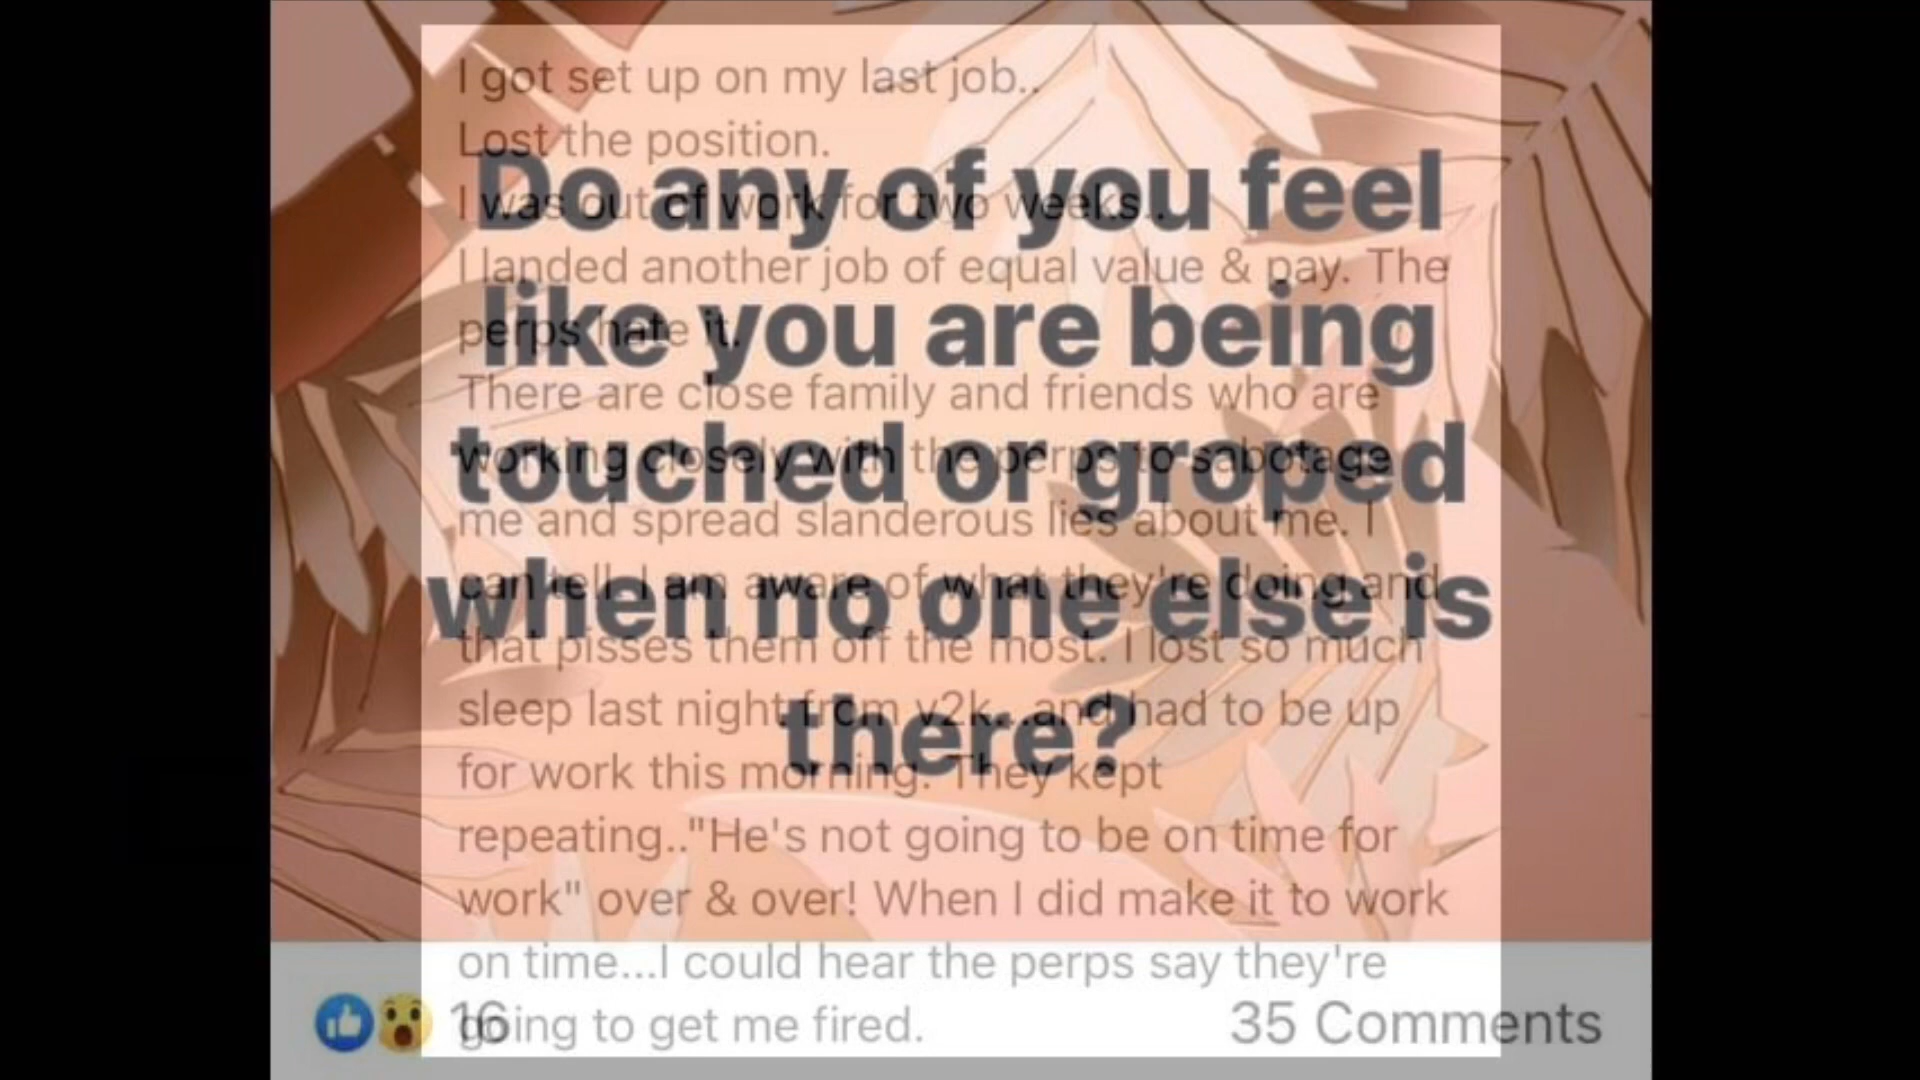 I got set up on my last job..
Lost the position.
I was out of work for two weeks..
I landed another job of equal value & pay. The
perps hate it.
There are close family and friends who are
working closely with the perps to sabotage
me and spread slanderous lies about me. I
can tell I am aware of what they're doing and
that pisses them off the most. I lost so much
sleep last night from v2k...and had to be up
for work this morning. They kept
repeating.."He's not going to be on time for
work" over & over! When I did make it to work
on time...I could hear the perps say they're
going to get me fired.
Do any of you feel
like you are being
touched or groped
when no one else is
there?
16
35 Comments